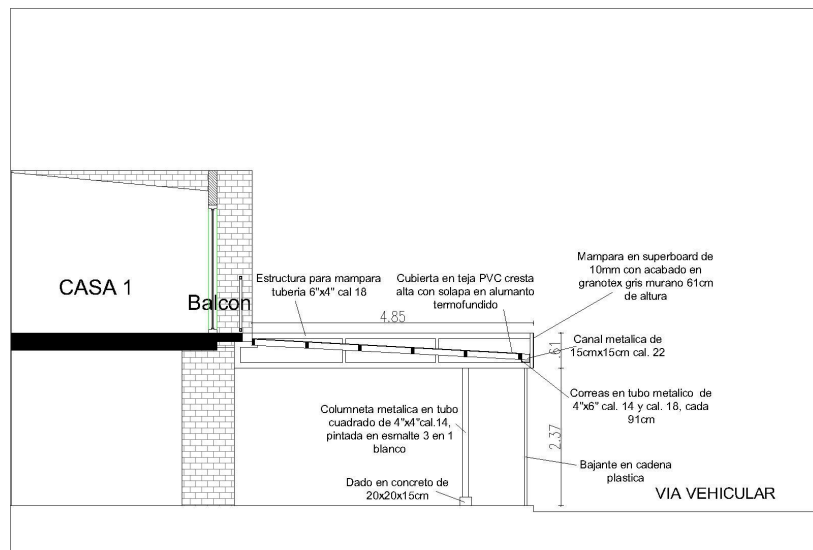 CASA 1
Balcon
Estructura para mampara
tuberia 6"x4" cal 18
Cubierta en teja PVC cresta
alta con solapa en alumanto
termofundido
Mampara en superboard de
10mm con acabado en
granotex gris murano 61cm
de altura
4.85
61
Canal metalica de
15cmx15cm cal. 22
Correas en tubo metalico de
4"x6" cal. 14 y cal. 18, cada
91cm
Columneta metalica en tubo
cuadrado de 4"x4"cal.14,
pintada en esmalte 3 en 1
blanco
2.37
Bajante en cadena
plastica
Dado en concreto de
20x20x15cm
VIA VEHICULAR